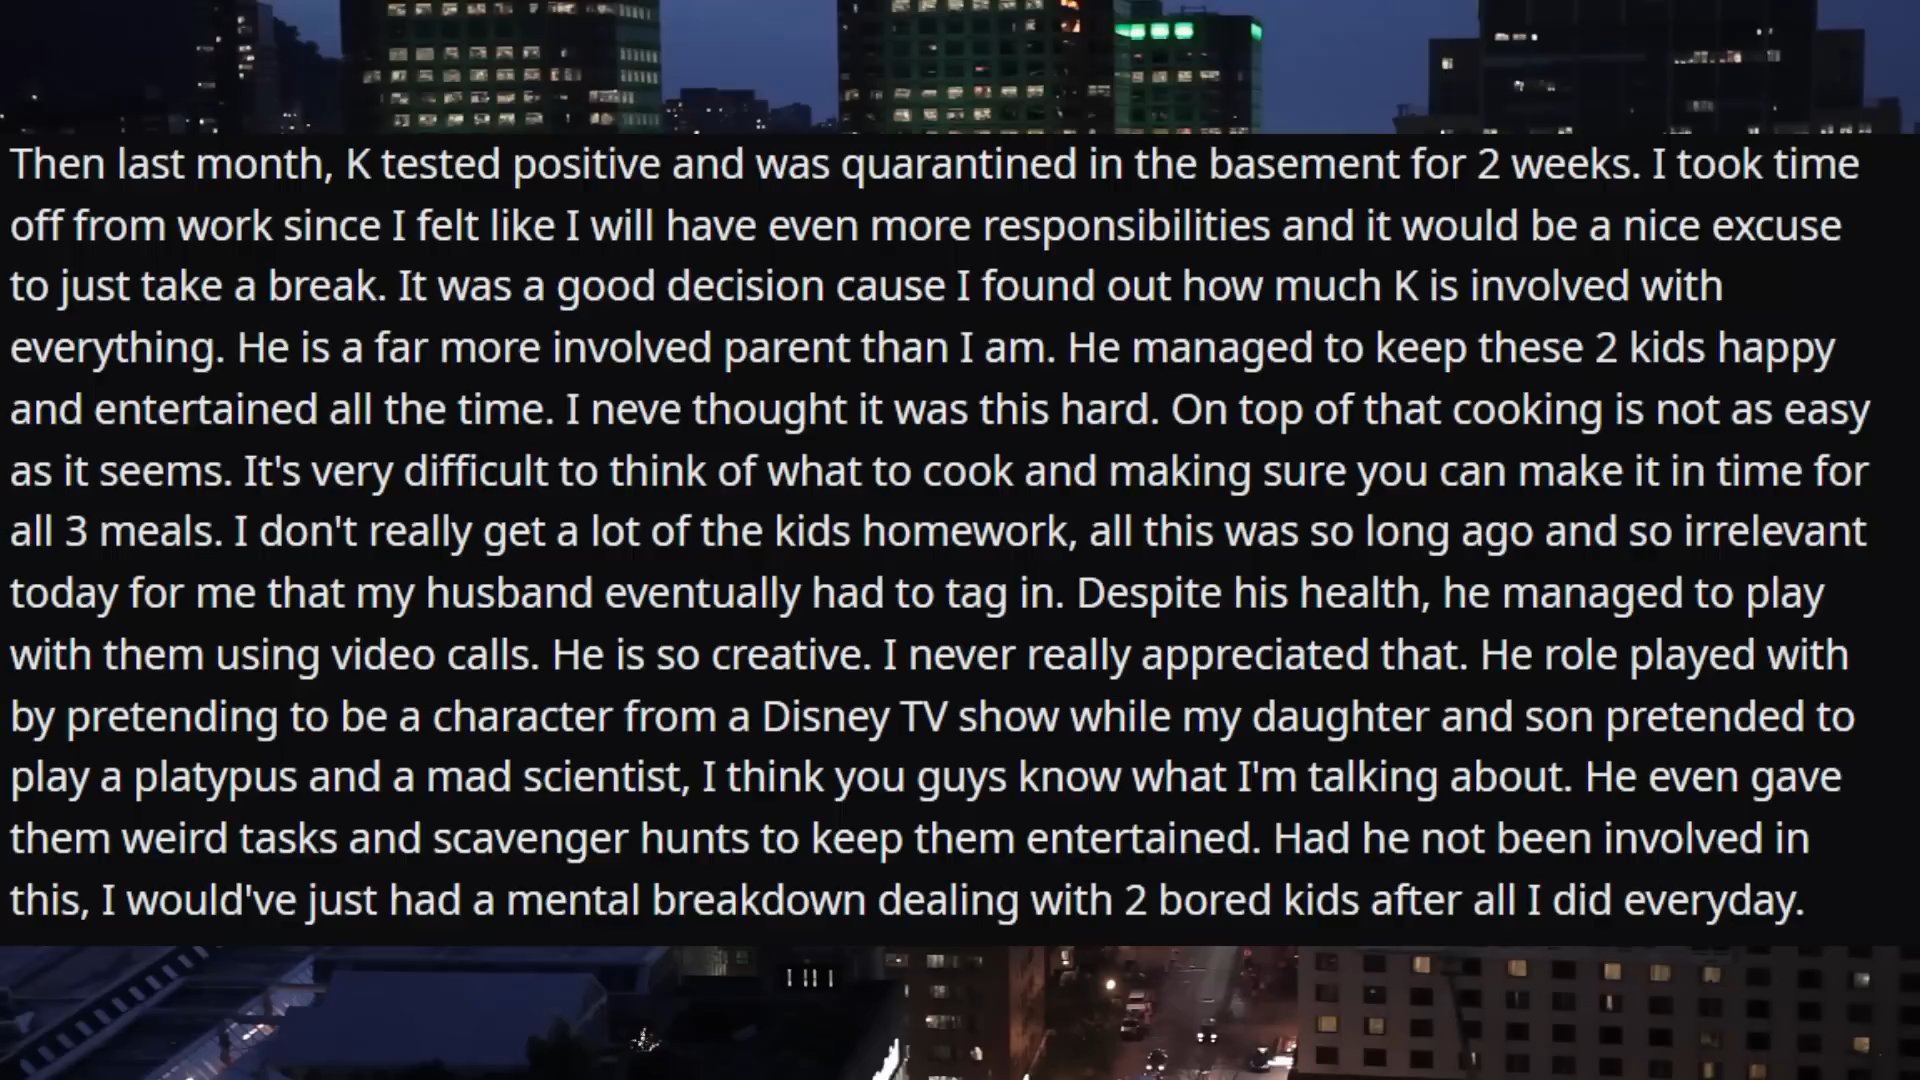 Then last month, K tested positive and was quarantined in the basement for 2 weeks. I took time
off from work since I felt like I will have even more responsibilities and it would be a nice excuse
to just take a break. It was a good decision cause I found out how much K is involved with
everything. He is a far more involved parent than I am. He managed to keep these 2 kids happy
and entertained all the time. I neve thought it was this hard. On top of that cooking is not as easy
as it seems. It's very difficult to think of what to cook and making sure you can make it in time for
all 3 meals. I don't really get a lot of the kids homework, all this was so long ago and so irrelevant
today for me that my husband eventually had to tag in. Despite his health, he managed to play
with them using video calls. He is so creative. I never really appreciated that. He role played with
by pretending to be a character from a Disney TV show while my daughter and son pretended to
play a platypus and a mad scientist, I think you guys know what I'm talking about. He even gave
them weird tasks and scavenger hunts to keep them entertained. Had he not been involved in
this, I would've just had a mental breakdown dealing with 2 bored kids after all I did everyday.